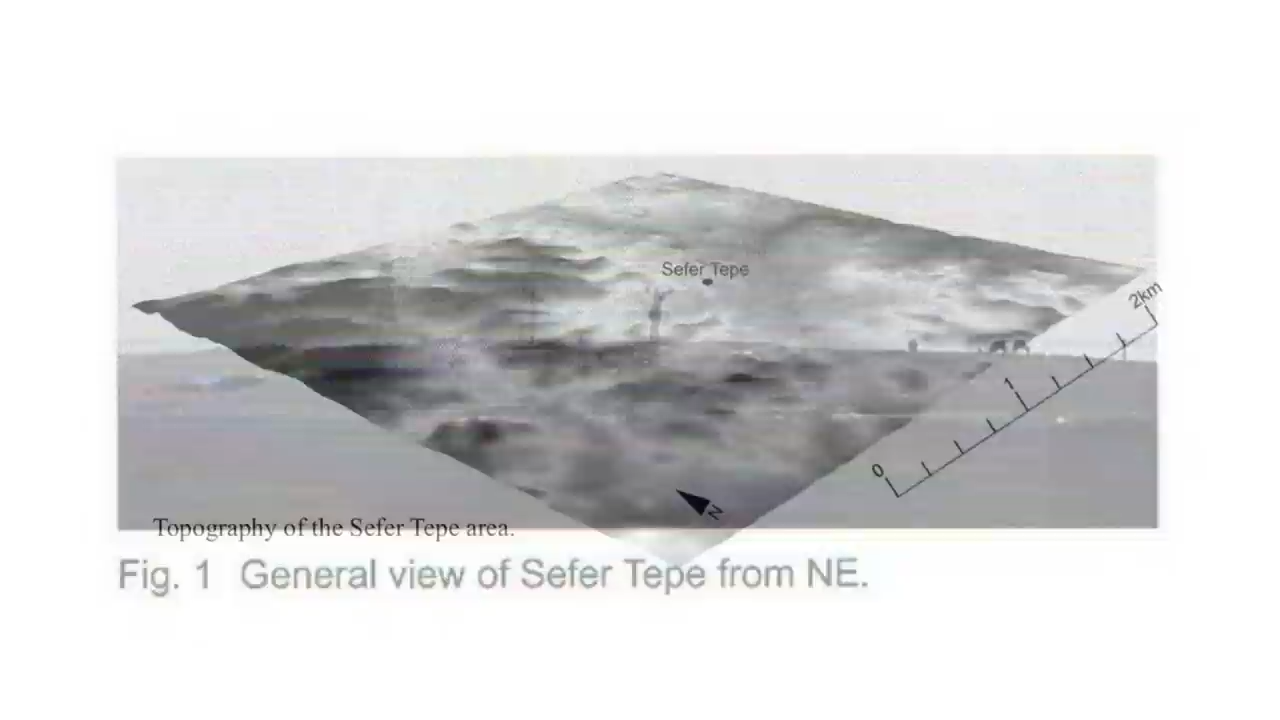 Sefer Tepe
2km
1
0
N
Topography of the Sefer Tepe area.
Fig. 1 General view of Sefer Tepe from NE.